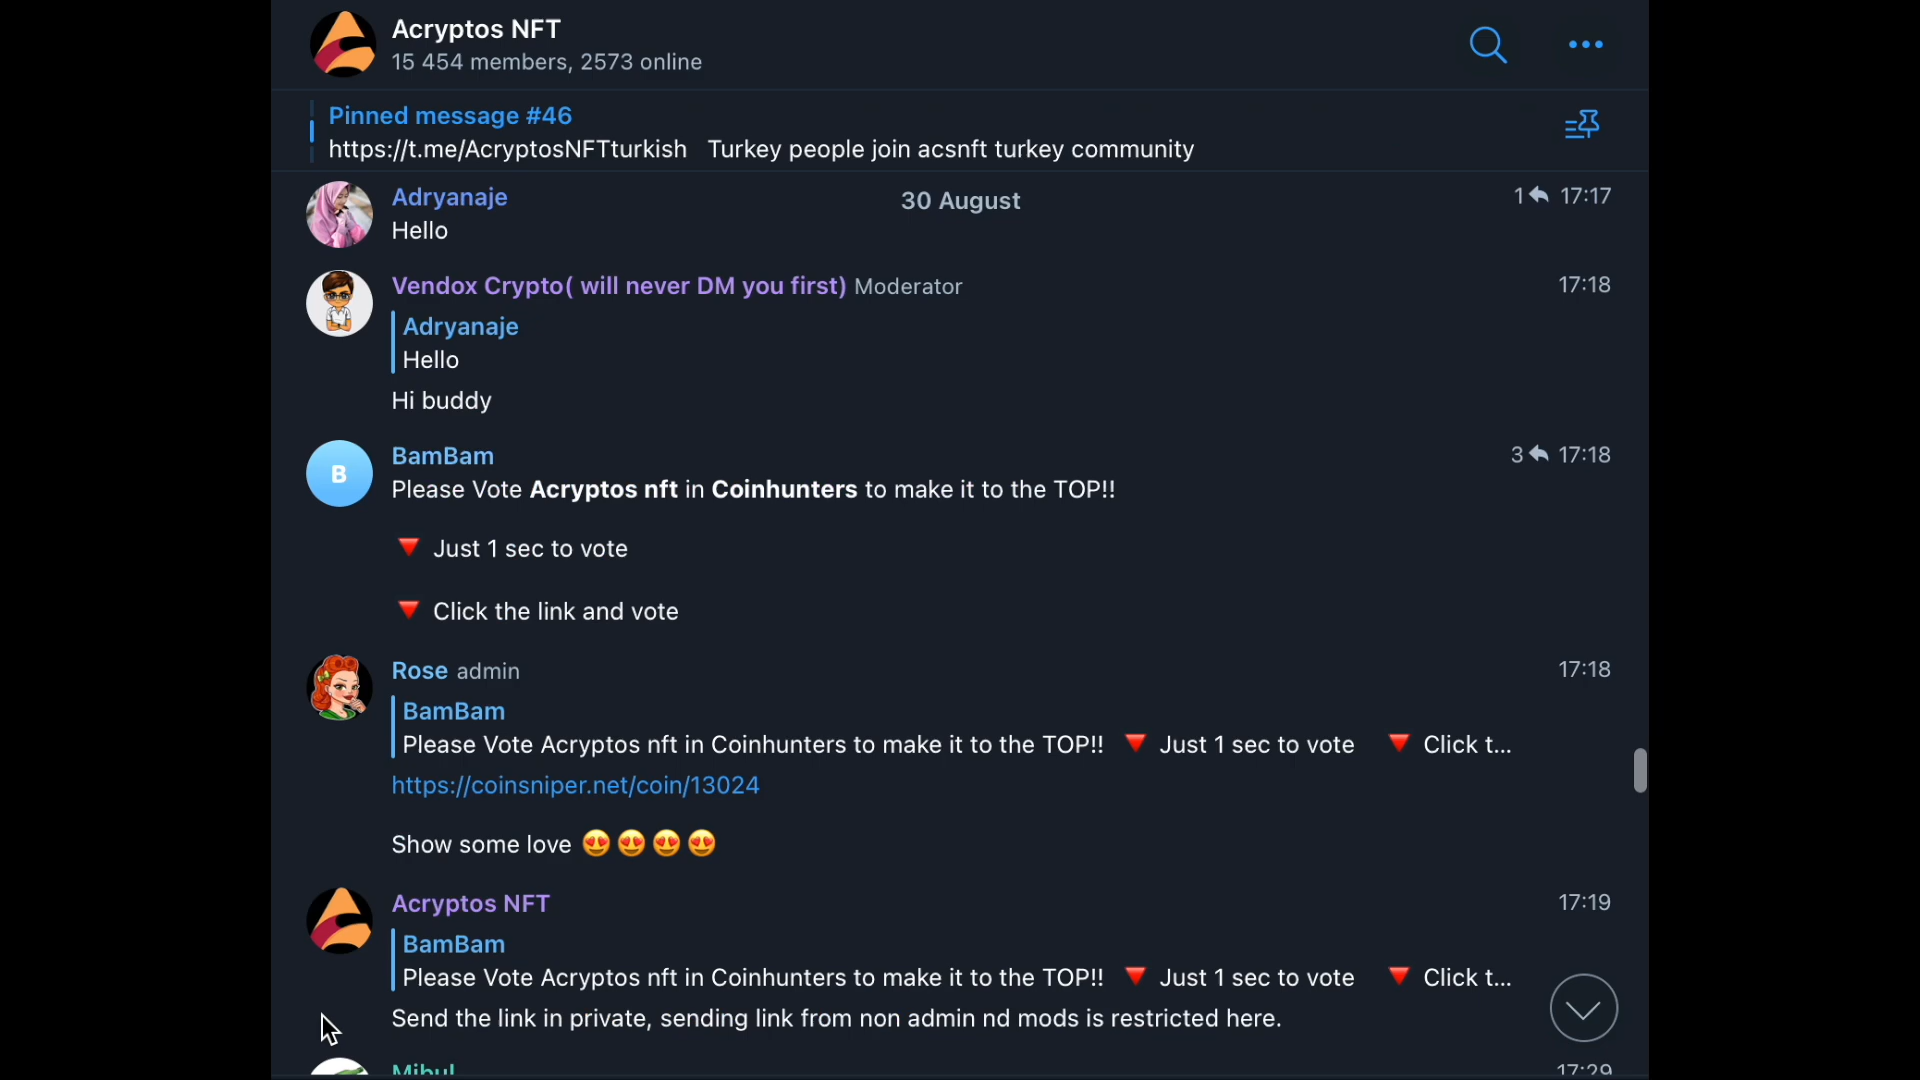 Acryptos NFT
15 454 members, 2573 online
Pinned message #46
https://t.me/AcryptosNFTturkish Turkey people join acsnft turkey community
Adryanaje
30 August
1 17:17
Hello
Vendox Crypto( will never DM you first) Moderator
17:18
Adryanaje
Hello
Hi buddy
B
BamBam
3 17:18
Please Vote Acryptos nft in Coinhunters to make it to the TOP!!
🔻 Just 1 sec to vote
🔻 Click the link and vote
Rose admin
17:18
BamBam
Please Vote Acryptos nft in Coinhunters to make it to the TOP!! 🔻 Just 1 sec to vote 🔻 Click t...
https://coinsniper.net/coin/13024
Show some love 😍😍😍😍
Acryptos NFT
17:19
BamBam
Please Vote Acryptos nft in Coinhunters to make it to the TOP!! 🔻 Just 1 sec to vote 🔻 Click t...
Send the link in private, sending link from non admin nd mods is restricted here.
Mibul
17:29